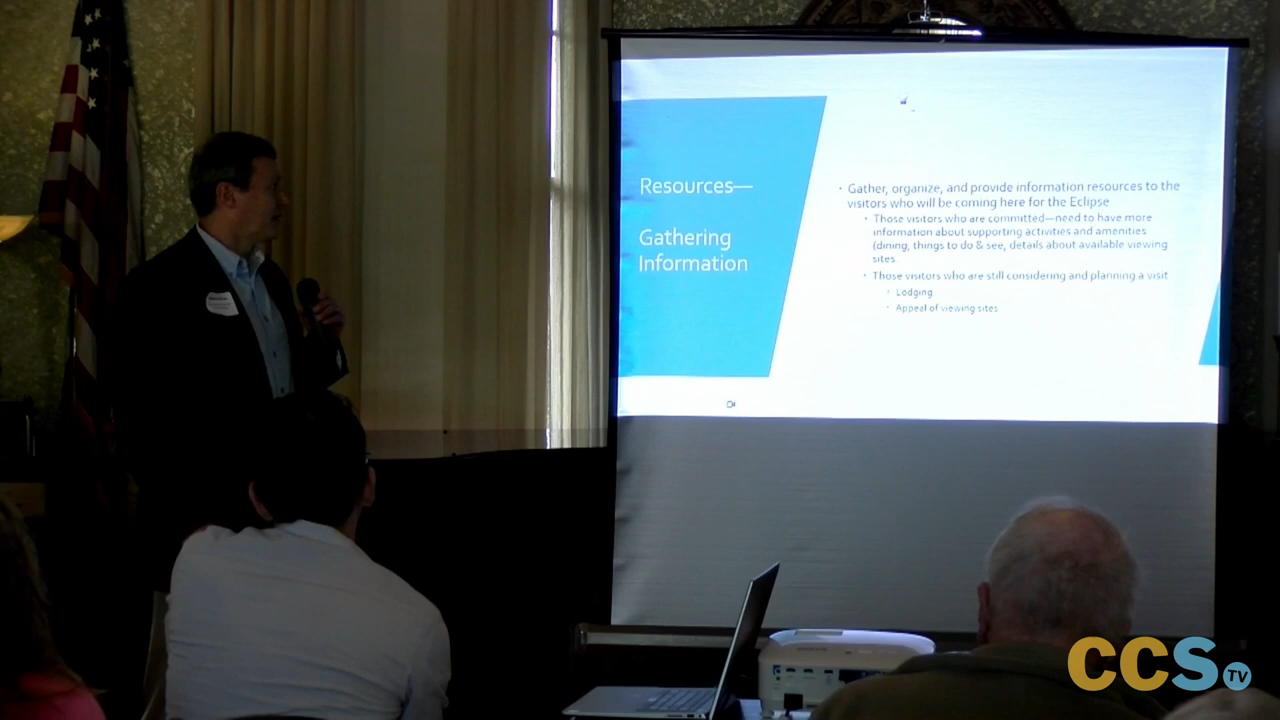 Resources—
Gathering
Information
Gather, organize, and provide information resources to the
visitors who will be coming here for the Eclipse
Those visitors who are committed—need to have more
information about supporting activities and amenities
(dining, things to do & see, details about available viewing
sites.
Those visitors who are still considering and planning a visit
Lodging
Appeal of viewing sites
CCS TV